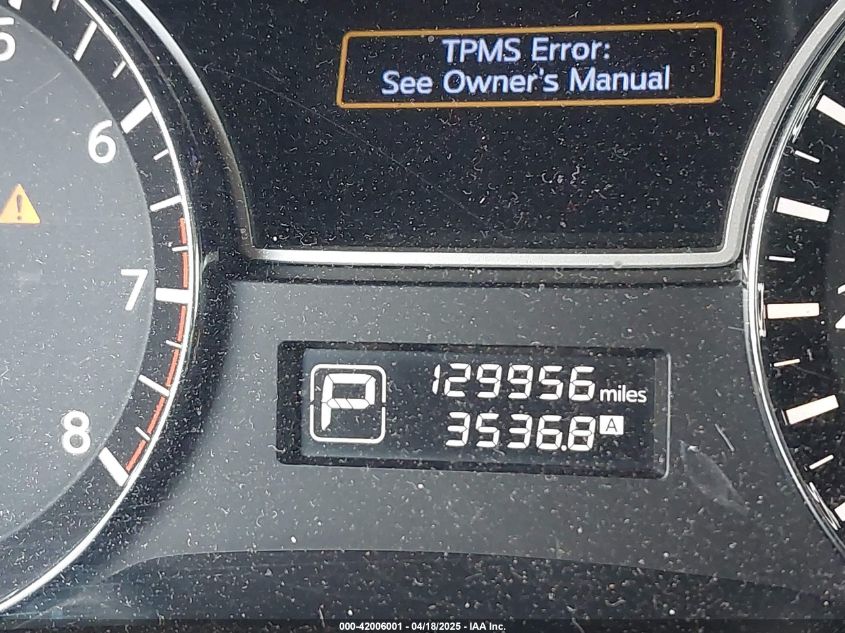 TPMS Error:
See Owner's Manual
5
6
7
8
P
129956 miles
3536.8 A
000-42006001 - 04/18/2025 - IAA Inc.